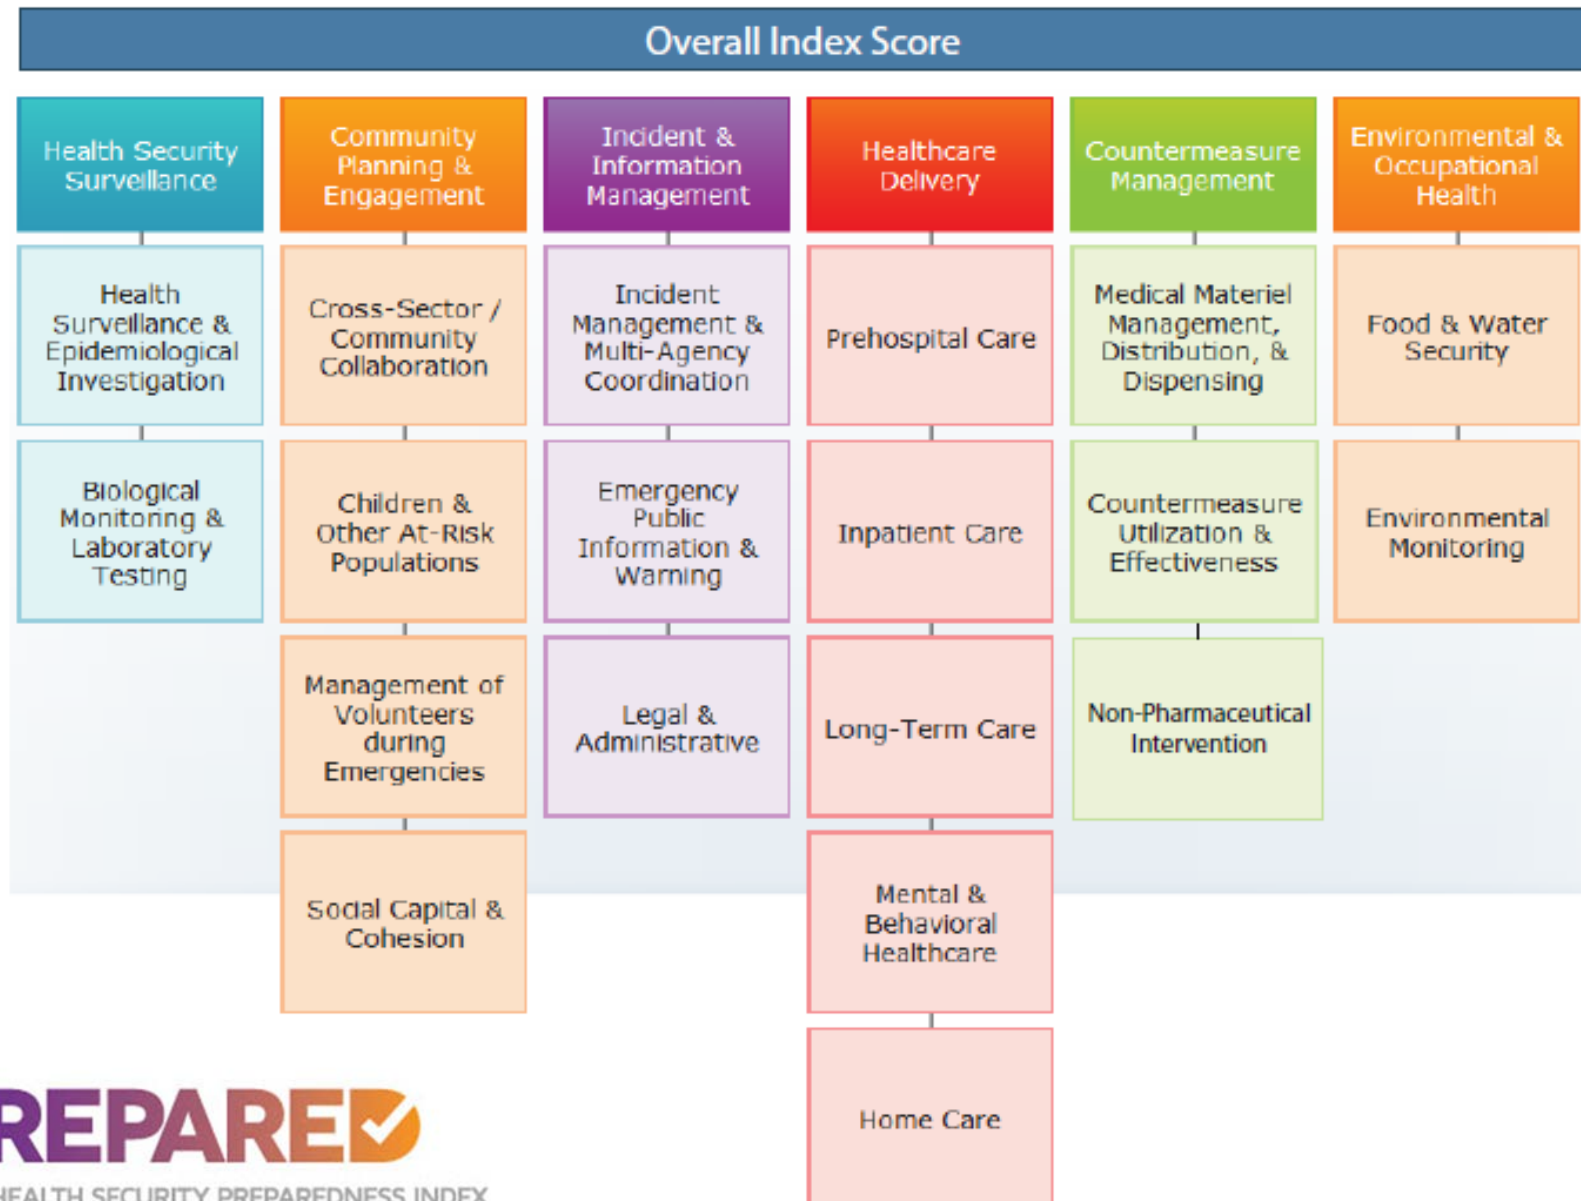 Overall Index Score
Health Security
Surveillance
Community
Planning &
Engagement
Incident &
Information
Management
Healthcare
Delivery
Countermeasure
Management
Environmental &
Occupational
Health
Health
Surveillance &
Epidemiological
Investigation
Cross-Sector /
Community
Collaboration
Incident
Management &
Multi-Agency
Coordination
Prehospital Care
Medical Materiel
Management,
Distribution, &
Dispensing
Food & Water
Security
Biological
Monitoring &
Laboratory
Testing
Children &
Other At-Risk
Populations
Emergency
Public
Information &
Warning
Inpatient Care
Countermeasure
Utilization &
Effectiveness
Environmental
Monitoring
Management of
Volunteers
during
Emergencies
Legal &
Administrative
Long-Term Care
Non-Pharmaceutical
Intervention
Social Capital &
Cohesion
Mental &
Behavioral
Healthcare
Home Care
REPARED
HEALTH SECURITY PREPAREDNESS INDEX